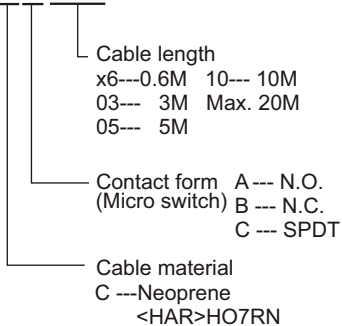 Cable length
x6---0.6M 10--- 10M
03--- 3M Max. 20M
05--- 5M
Contact form A --- N.O.
(Micro switch) B --- N.C.
C --- SPDT
Cable material
C ---Neoprene
<HAR>HO7RN